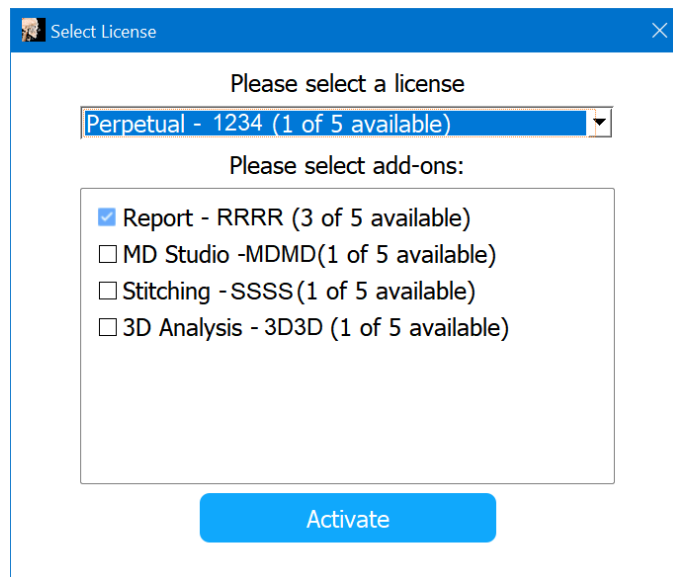 Select License
Please select a license
Perpetual - 1234 (1 of 5 available)
Please select add-ons:
Report - RRRR (3 of 5 available)
MD Studio -MDMD(1 of 5 available)
Stitching -SSSS(1 of 5 available)
3D Analysis - 3D3D (1 of 5 available)
Activate